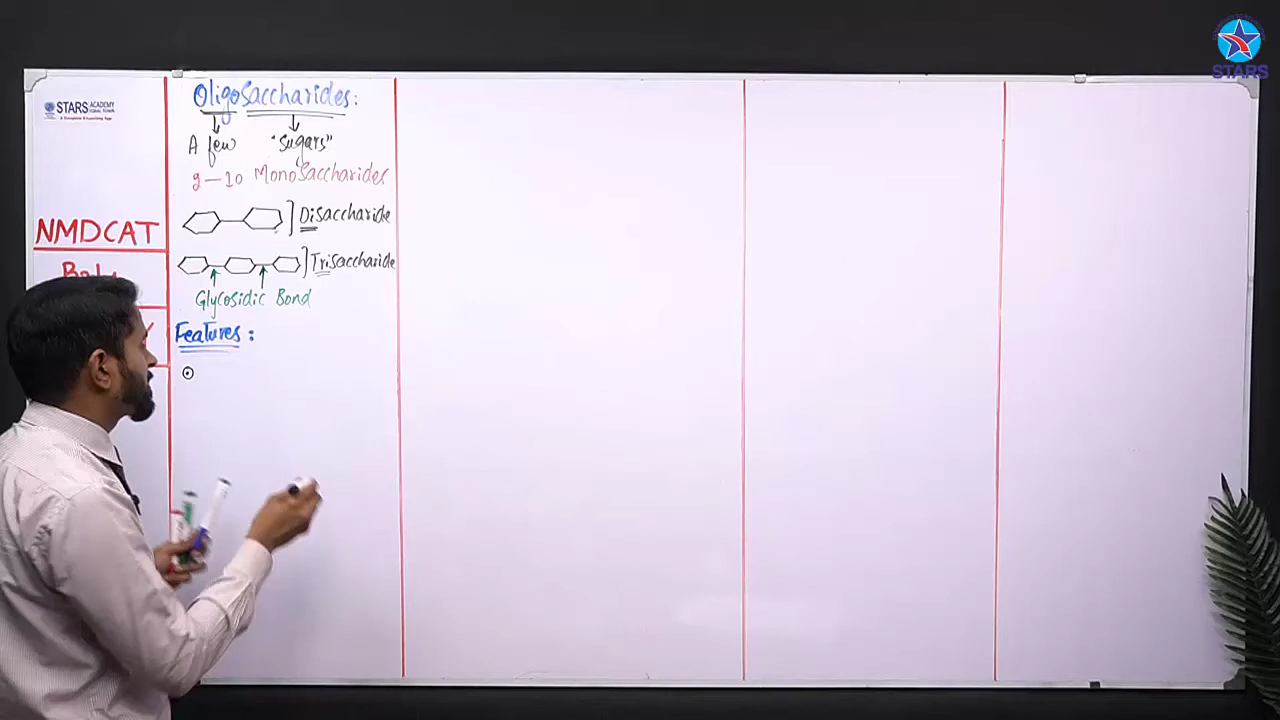 STARS
STARS ACADEMY
NMDCAT
OligoSaccharides:
A few "Sugars"
2-10 MonoSaccharides
Disaccharide
Trisaccharide
Glycosidic Bond
Features: